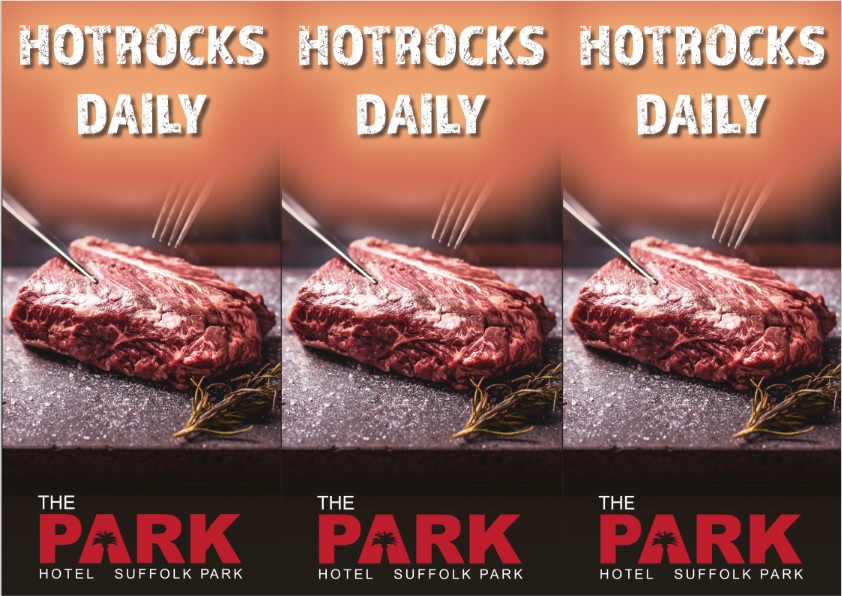 HOTROCKS
DAILY
THE
PARK
HOTEL SUFFOLK PARK
HOTROCKS
DAILY
THE
PARK
HOTEL SUFFOLK PARK
HOTROCKS
DAILY
THE
PARK
HOTEL SUFFOLK PARK